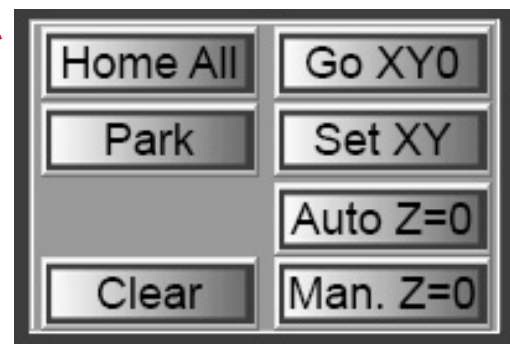 Home All
Go XY0
Park
Set XY
Auto Z=0
Clear
Man. Z=0